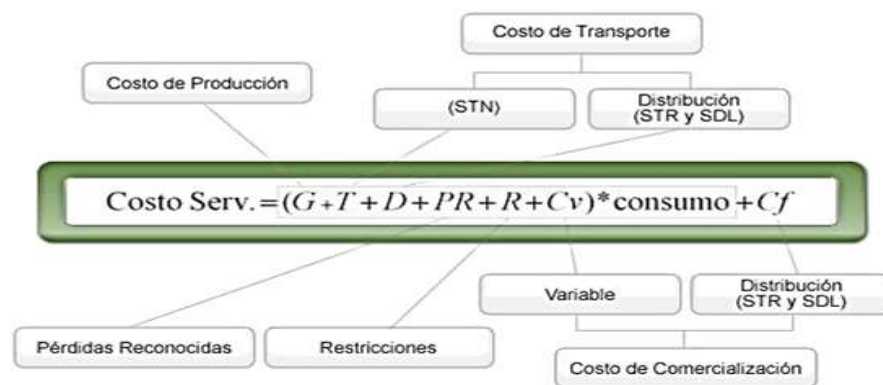 Costo de Transporte
Costo de Producción
(STN)
Distribución
(STR y SDL)
Costo Serv.=(G+T+D+PR+R+Cv)*consumo+Cf
Variable
Distribución
(STR y SDL)
Pérdidas Reconocidas
Restricciones
Costo de Comercialización